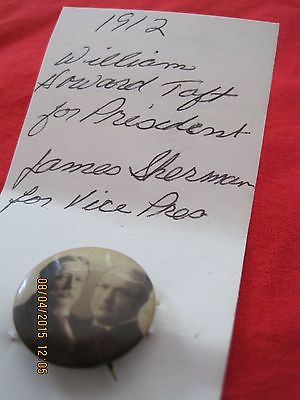 1912
William
Howard Taft
for President
James Sherman
for Vice Pres
08/04/2015 12:05